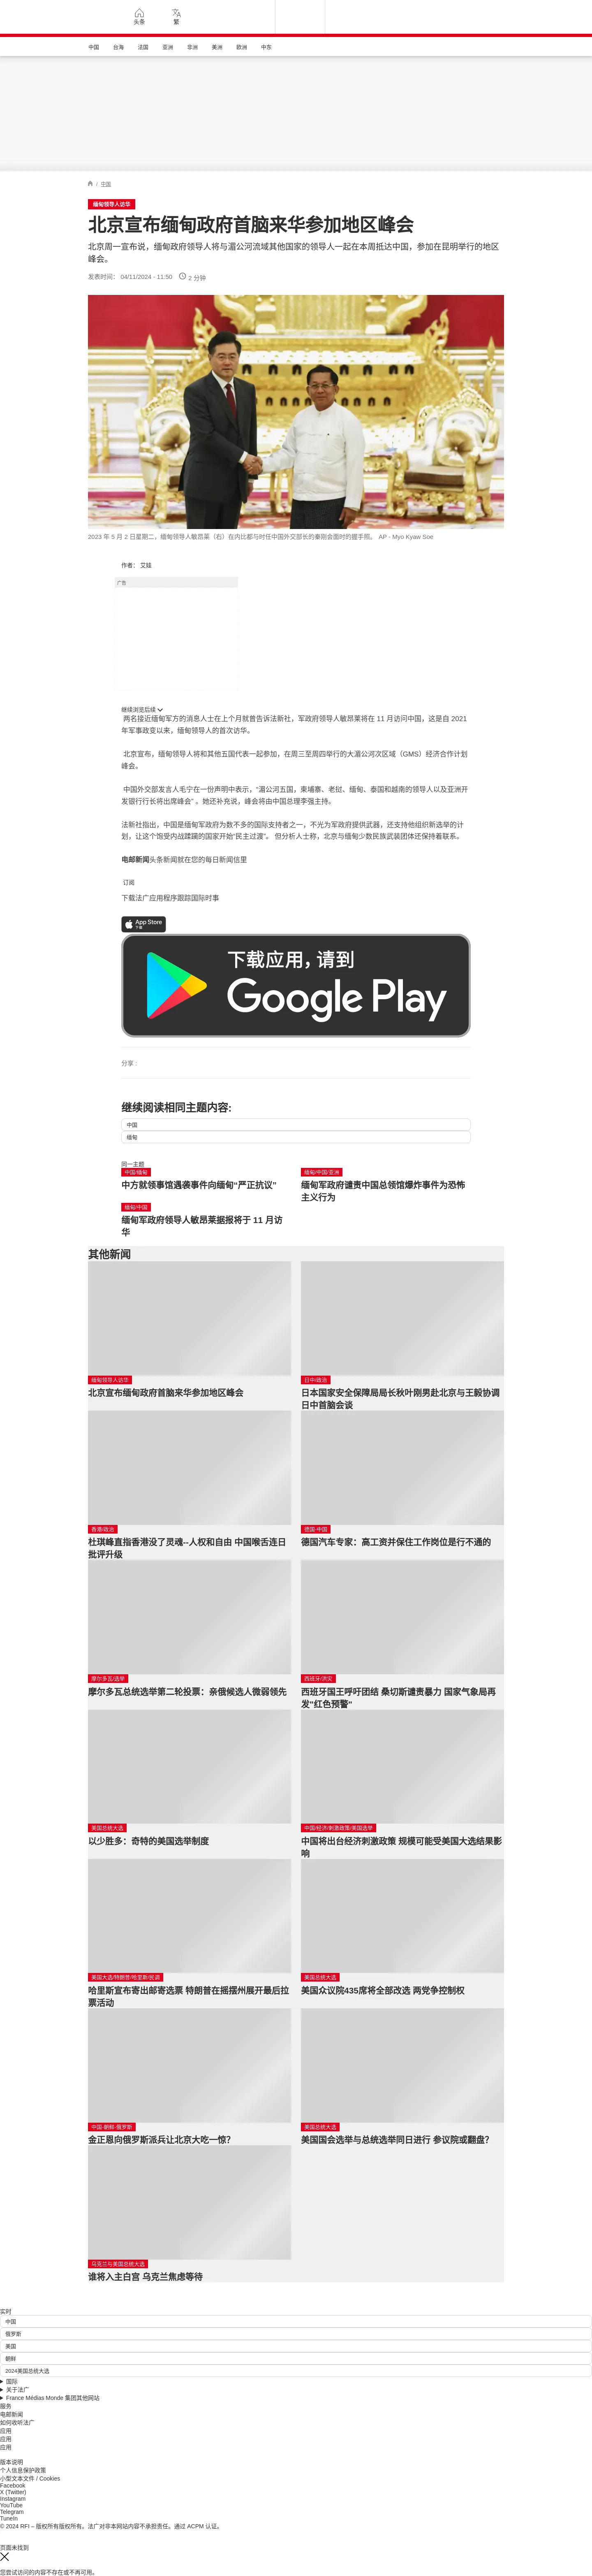 头条
繁
中国
台海
法国
亚洲
非洲
美洲
欧洲
中东
/ 中国
缅甸领导人访华
北京宣布缅甸政府首脑来华参加地区峰会
北京周一宣布说，缅甸政府领导人将与湄公河流域其他国家的领导人一起在本周抵达中国，参加在昆明举行的地区
峰会。
发表时间： 04/11/2024 - 11:50
2 分钟
2023 年 5 月 2 日星期二，缅甸领导人敏昂莱（右）在内比都与时任中国外交部长的秦刚会面时的握手照。 AP - Myo Kyaw Soe
作者： 艾娃
广告
继续浏览后续
两名接近缅甸军方的消息人士在上个月就曾告诉法新社，军政府领导人敏昂莱将在 11 月访问中国，这是自 2021
年军事政变以来，缅甸领导人的首次访华。
北京宣布，缅甸领导人将和其他五国代表一起参加，在周三至周四举行的大湄公河次区域（GMS）经济合作计划
峰会。
中国外交部发言人毛宁在一份声明中表示，“湄公河五国，柬埔寨、老挝、缅甸、泰国和越南的领导人以及亚洲开
发银行行长将出席峰会” 。她还补充说，峰会将由中国总理李强主持。
法新社指出，中国是缅甸军政府为数不多的国际支持者之一，不光为军政府提供武器，还支持他组织新选举的计
划，让这个饱受内战蹂躏的国家开始“民主过渡”。 但分析人士称，北京与缅甸少数民族武装团体还保持着联系。
电邮新闻头条新闻就在您的每日新闻信里
订阅
下载法广应用程序跟踪国际时事
App Store
下载
下载应用，请到
Google Play
分享 :
继续阅读相同主题内容:
中国
缅甸
同一主题
中国/缅甸
中方就领事馆遇袭事件向缅甸“严正抗议”
缅甸/中国/亚洲
缅甸军政府谴责中国总领馆爆炸事件为恐怖
主义行为
缅甸/中国
缅甸军政府领导人敏昂莱据报将于 11 月访
华
其他新闻
缅甸领导人访华
北京宣布缅甸政府首脑来华参加地区峰会
日中/政治
日本国家安全保障局局长秋叶刚男赴北京与王毅协调
日中首脑会谈
香港/政治
杜琪峰直指香港没了灵魂--人权和自由 中国喉舌连日
批评升级
德国-中国
德国汽车专家：高工资并保住工作岗位是行不通的
摩尔多瓦/选举
摩尔多瓦总统选举第二轮投票：亲俄候选人微弱领先
西班牙/洪灾
西班牙国王呼吁团结 桑切斯谴责暴力 国家气象局再
发"红色预警"
美国总统大选
以少胜多：奇特的美国选举制度
中国/经济/刺激政策/美国选举
中国将出台经济刺激政策 规模可能受美国大选结果影
响
美国大选/特朗普/哈里斯/民调
哈里斯宣布寄出邮寄选票 特朗普在摇摆州展开最后拉
票活动
美国总统大选
美国众议院435席将全部改选 两党争控制权
中国-朝鲜-俄罗斯
金正恩向俄罗斯派兵让北京大吃一惊?
美国总统大选
美国国会选举与总统选举同日进行 参议院或翻盘？
乌克兰与美国总统大选
谁将入主白宫 乌克兰焦虑等待
实时
中国
俄罗斯
美国
朝鲜
2024美国总统大选
国际
关于法广
France Médias Monde 集团其他网站
服务
电邮新闻
如何收听法广
应用
应用
应用
版本说明
个人信息保护政策
小型文本文件 / Cookies
Facebook
X (Twitter)
Instagram
YouTube
Telegram
TuneIn
© 2024 RFI – 版权所有版权所有。法广对非本网站内容不承担责任。通过 ACPM 认证。
页面未找到
您尝试访问的内容不存在或不再可用。